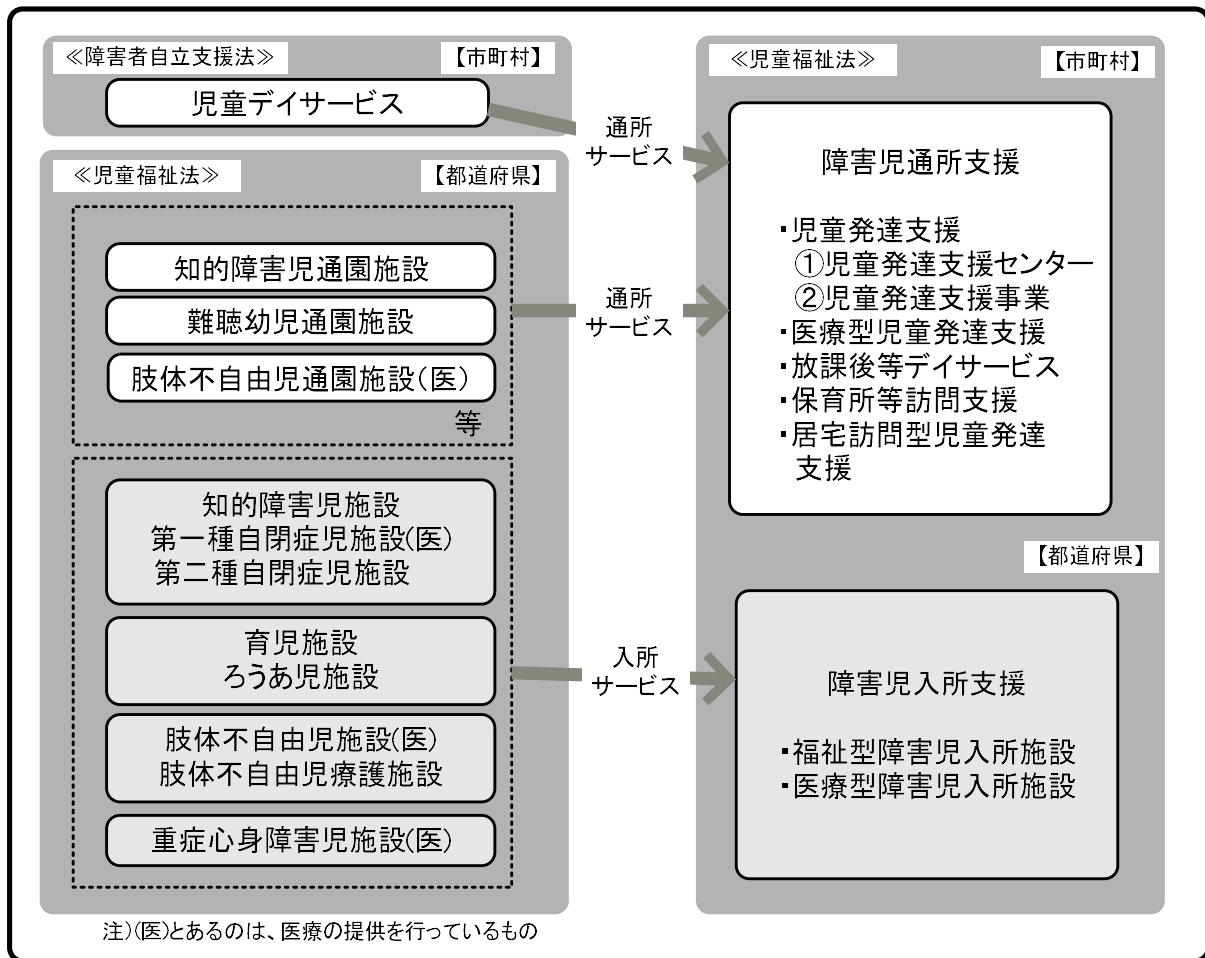 ≪障害者自立支援法≫
【市町村】
児童デイサービス
≪児童福祉法≫
【都道府県】
知的障害児通園施設
難聴幼児通園施設
肢体不自由児通園施設(医)
等
知的障害児施設
第一種自閉症児施設(医)
第二種自閉症児施設
育児施設
ろうあ児施設
肢体不自由児施設(医)
肢体不自由児療護施設
重症心身障害児施設(医)
注)(医)とあるのは、医療の提供を行っているもの
通所
サービス
通所
サービス
入所
サービス
≪児童福祉法≫
【市町村】
障害児通所支援
・児童発達支援
①児童発達支援センター
②児童発達支援事業
・医療型児童発達支援
・放課後等デイサービス
・保育所等訪問支援
・居宅訪問型児童発達
支援
【都道府県】
障害児入所支援
・福祉型障害児入所施設
・医療型障害児入所施設